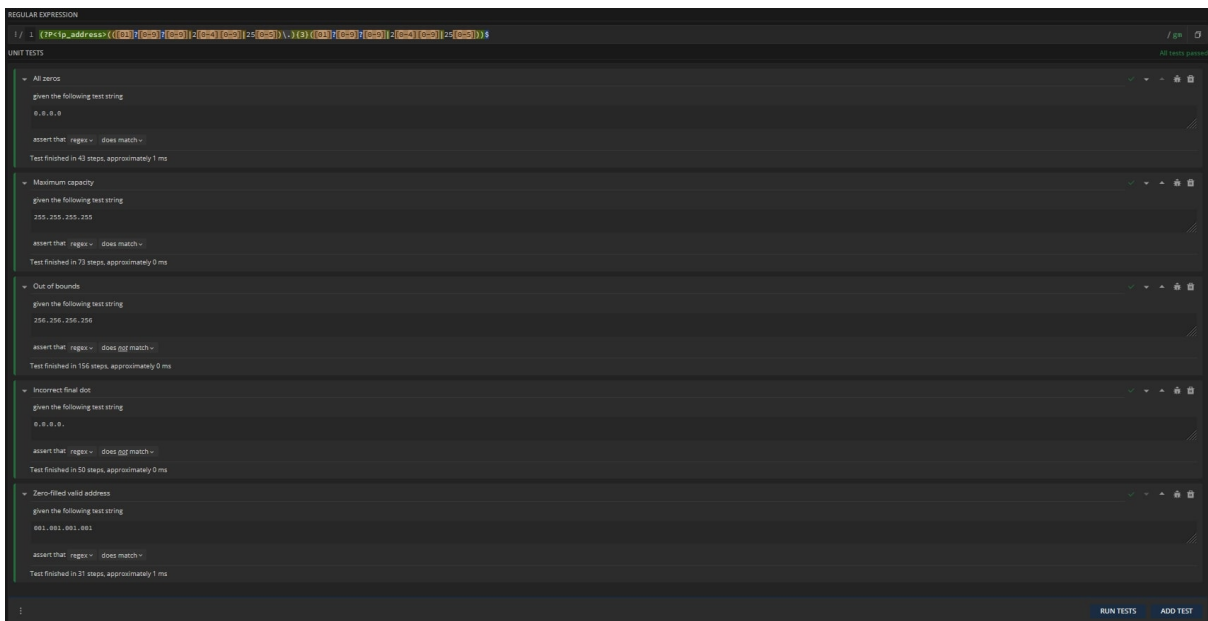 REGULAR EXPRESSION
/ (?P<ip_address>(([01]?[0-9]?[0-9]|2[0-4][0-9]|25[0-5])\.){3}([01]?[0-9]?[0-9]|2[0-4][0-9]|25[0-5]))$ / gm
UNIT TESTS All tests passed
All zeros
given the following test string
0.0.0.0
assert that regex does match
Test finished in 43 steps, approximately 1 ms
Maximum capacity
given the following test string
255.255.255.255
assert that regex does match
Test finished in 73 steps, approximately 0 ms
Out of bounds
given the following test string
256.256.256.256
assert that regex does not match
Test finished in 156 steps, approximately 0 ms
Incorrect final dot
given the following test string
0.0.0.0.
assert that regex does not match
Test finished in 50 steps, approximately 0 ms
Zero-filled valid address
given the following test string
001.001.001.001
assert that regex does match
Test finished in 31 steps, approximately 1 ms
RUN TESTS ADD TEST